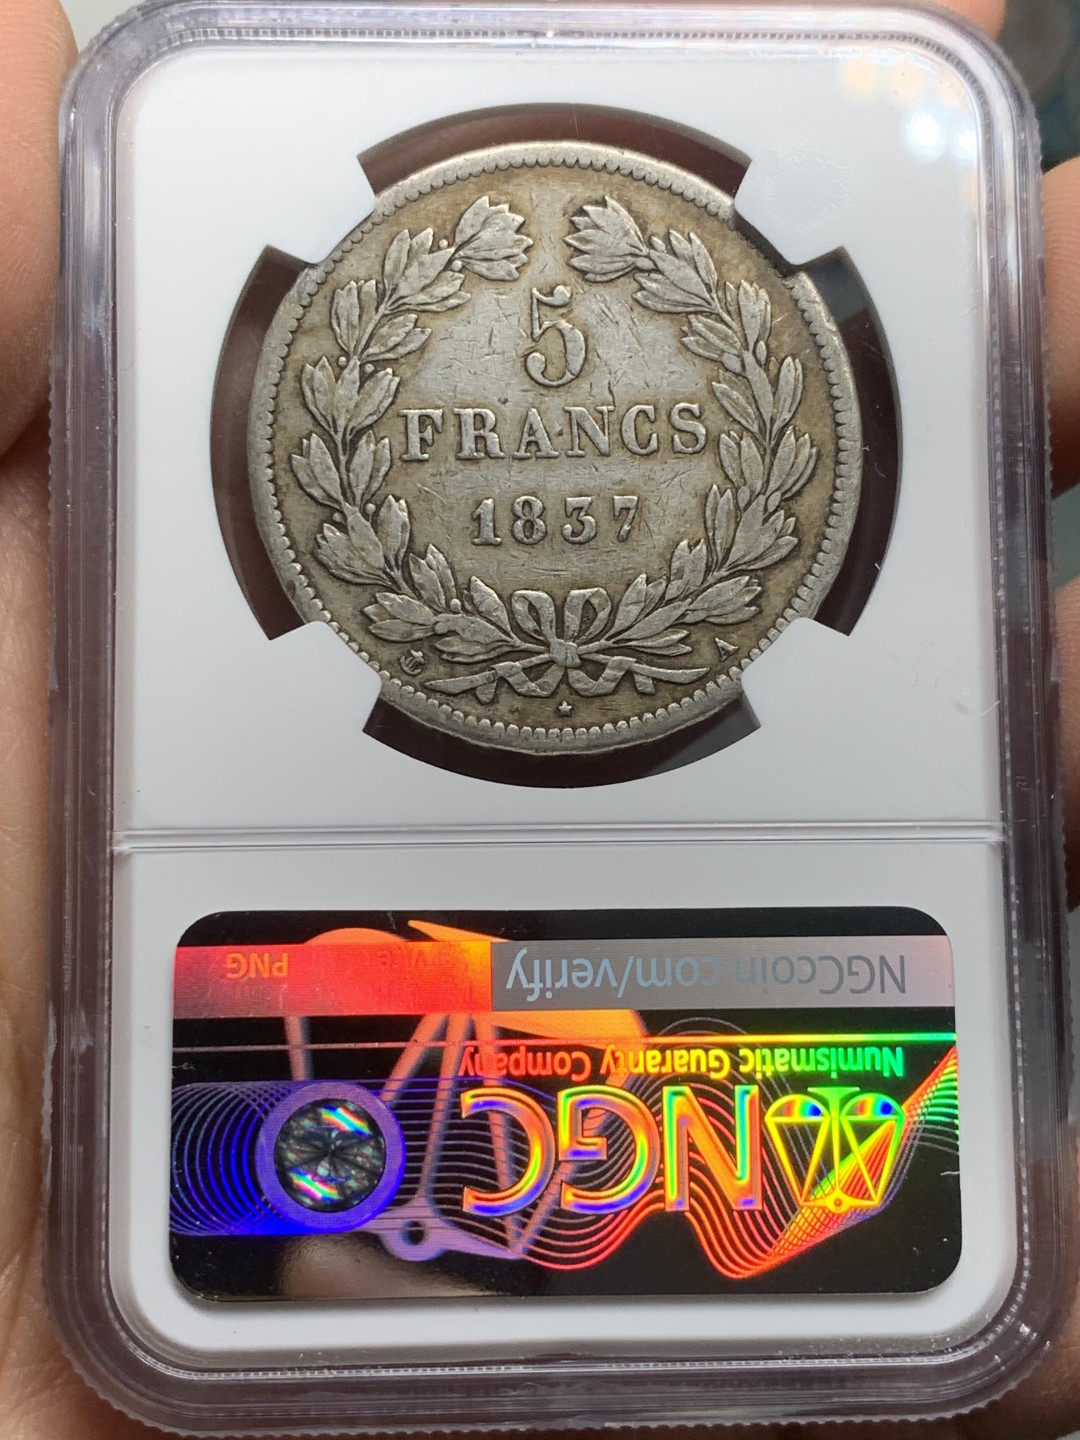 5
FRANCS
1837
A
NGC
Numismatic Guaranty Company
NGCcoin.com/verify
PNG